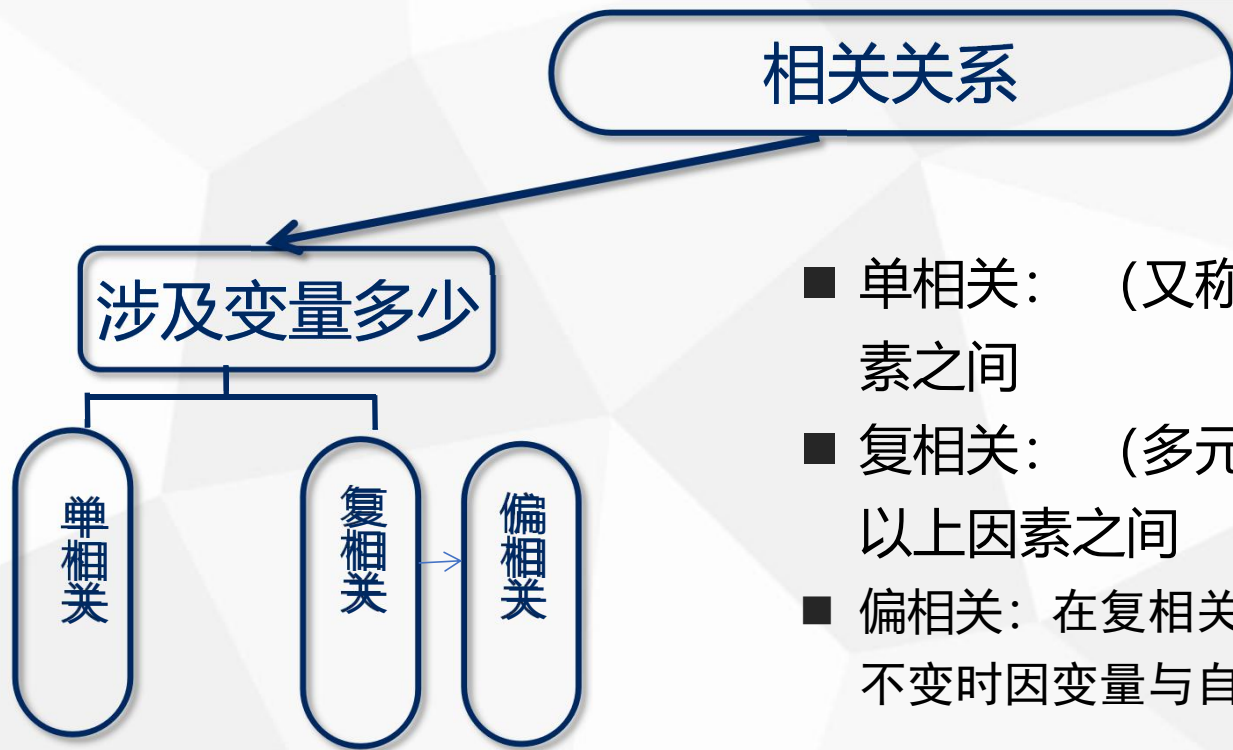 相关关系
涉及变量多少
单相关
复相关
偏相关
■ 单相关： （又称
素之间
■ 复相关： （多元
以上因素之间
■ 偏相关：在复相关
不变时因变量与自